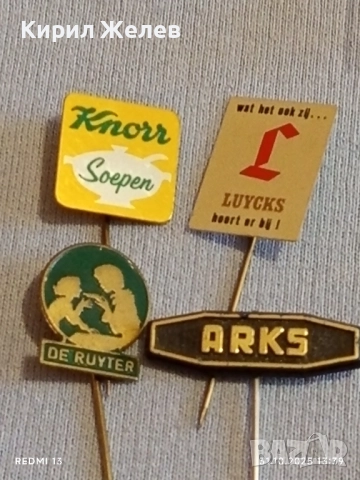 Кирил Желев
Knorr
Soepen
wat het ook zij...
L
LUYCKS
hoort er bij !
DE RUYTER
ARKS
REDMI 13